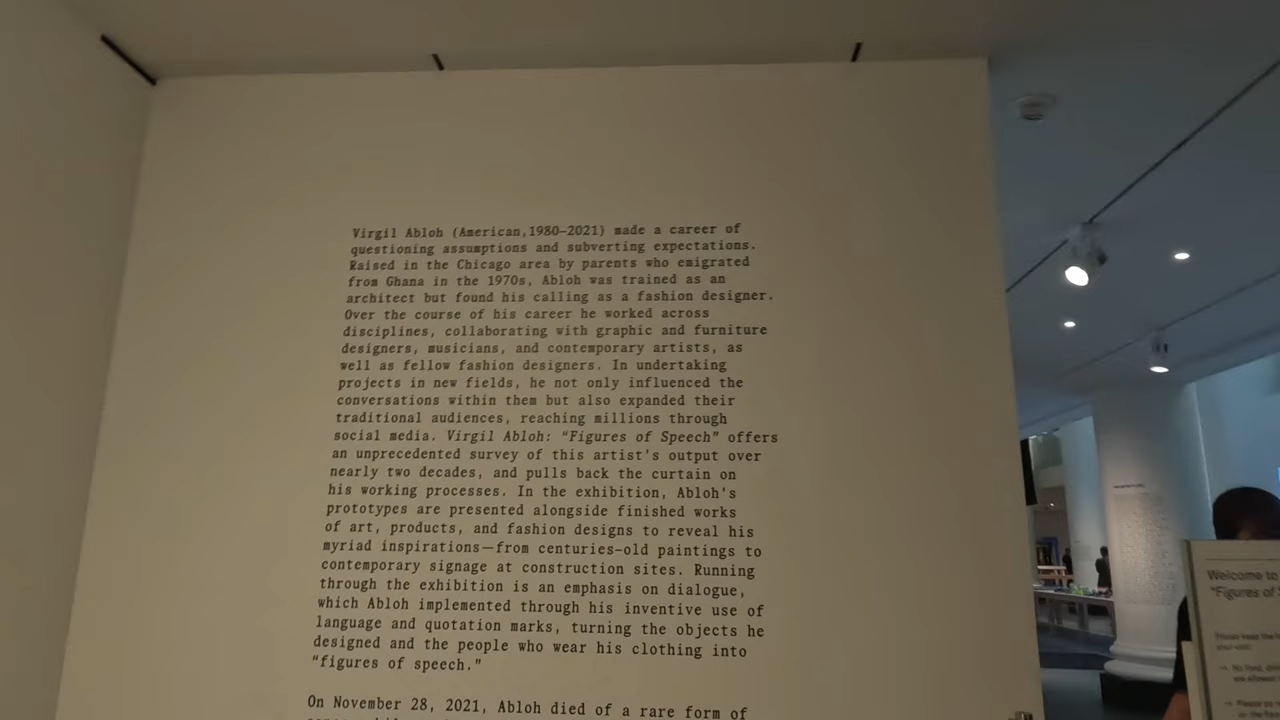 Virgil Abloh (American,1980–2021) made a career of
questioning assumptions and subverting expectations.
Raised in the Chicago area by parents who emigrated
from Ghana in the 1970s, Abloh was trained as an
architect but found his calling as a fashion designer.
Over the course of his career he worked across
disciplines, collaborating with graphic and furniture
designers, musicians, and contemporary artists, as
well as fellow fashion designers. In undertaking
projects in new fields, he not only influenced the
conversations within them but also expanded their
traditional audiences, reaching millions through
social media. Virgil Abloh: “Figures of Speech” offers
an unprecedented survey of this artist's output over
nearly two decades, and pulls back the curtain on
his working processes. In the exhibition, Abloh's
prototypes are presented alongside finished works
of art, products, and fashion designs to reveal his
myriad inspirations—from centuries-old paintings to
contemporary signage at construction sites. Running
through the exhibition is an emphasis on dialogue,
which Abloh implemented through his inventive use of
language and quotation marks, turning the objects he
designed and the people who wear his clothing into
“figures of speech.”
On November 28, 2021, Abloh died of a rare form of
Welcome to
“Figures of
Please keep the
your visit:
→ No food,
are allowed
→ Please